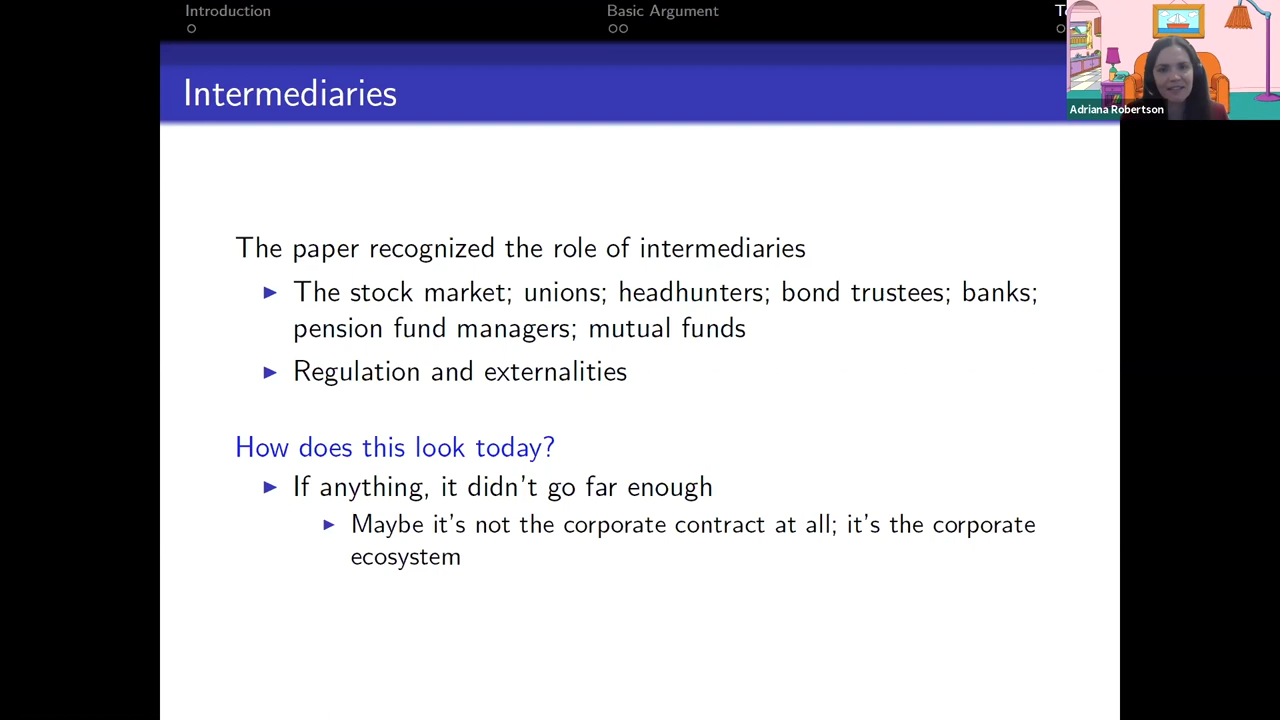 Introduction
Basic Argument
Intermediaries
Adriana Robertson
The paper recognized the role of intermediaries
The stock market; unions; headhunters; bond trustees; banks;
pension fund managers; mutual funds
Regulation and externalities
How does this look today?
If anything, it didn't go far enough
Maybe it's not the corporate contract at all; it's the corporate
ecosystem